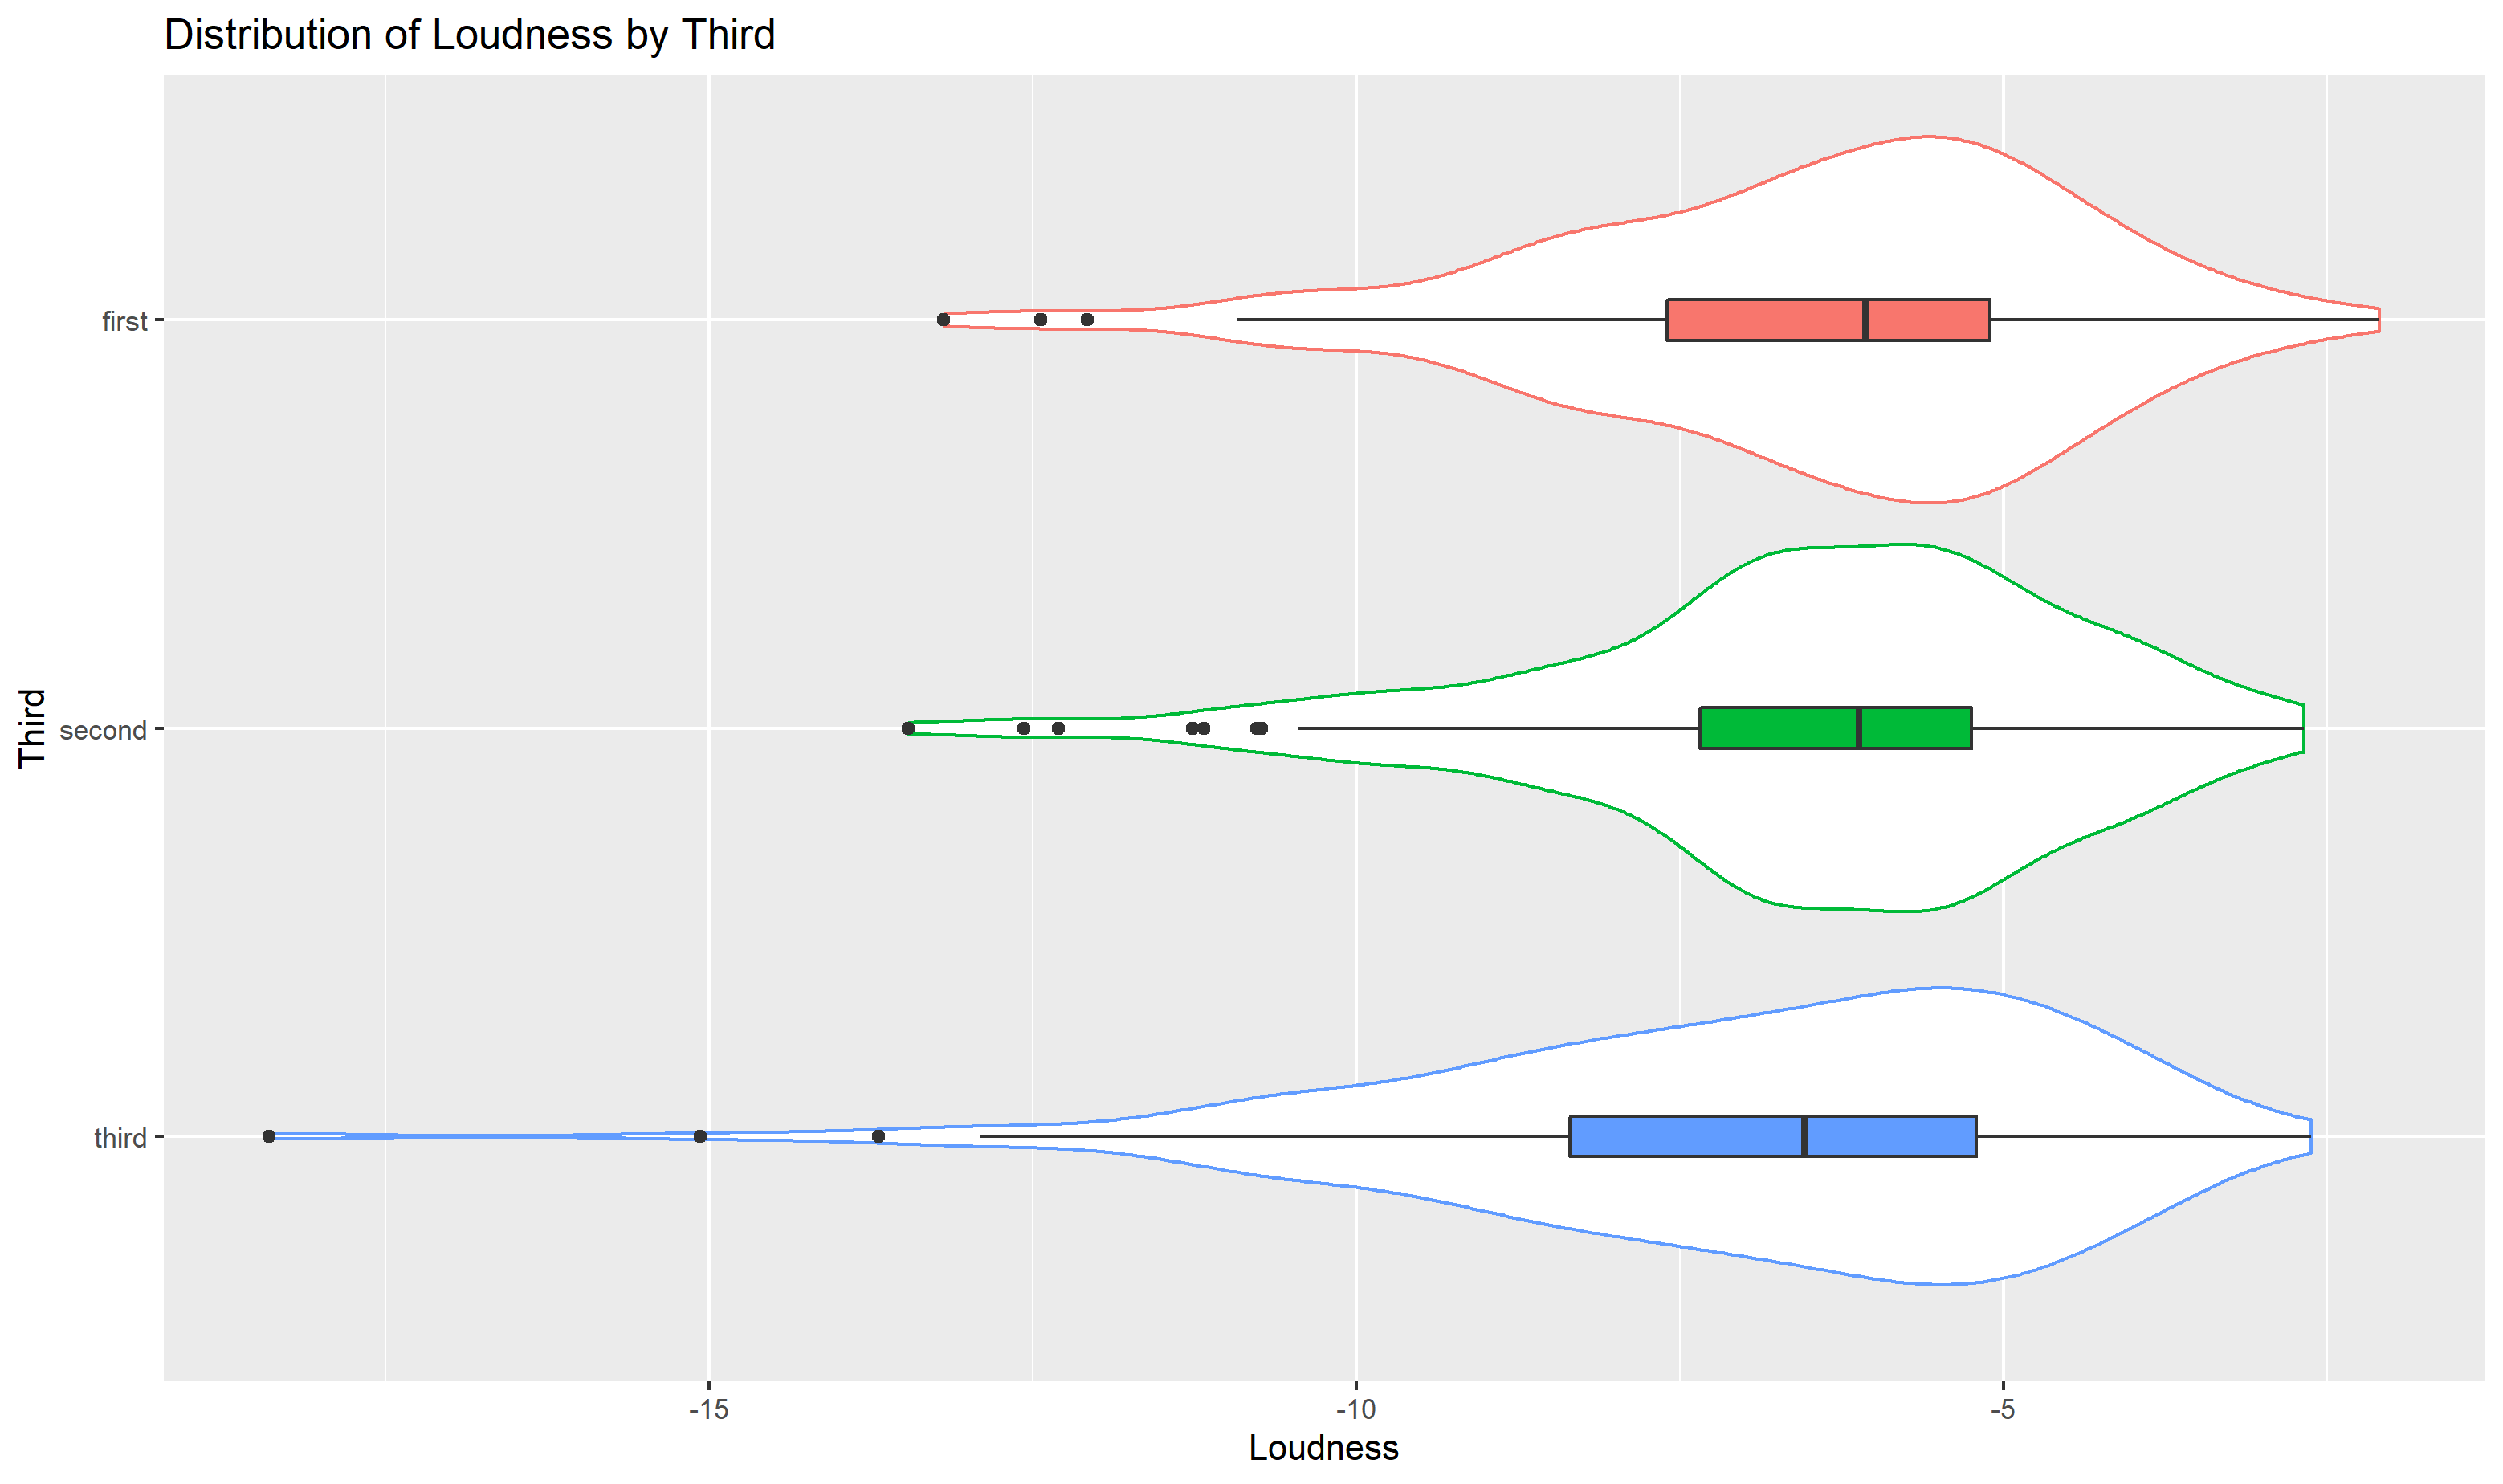 Distribution of Loudness by Third
first
second
third
Third
-15
-10
-5
Loudness